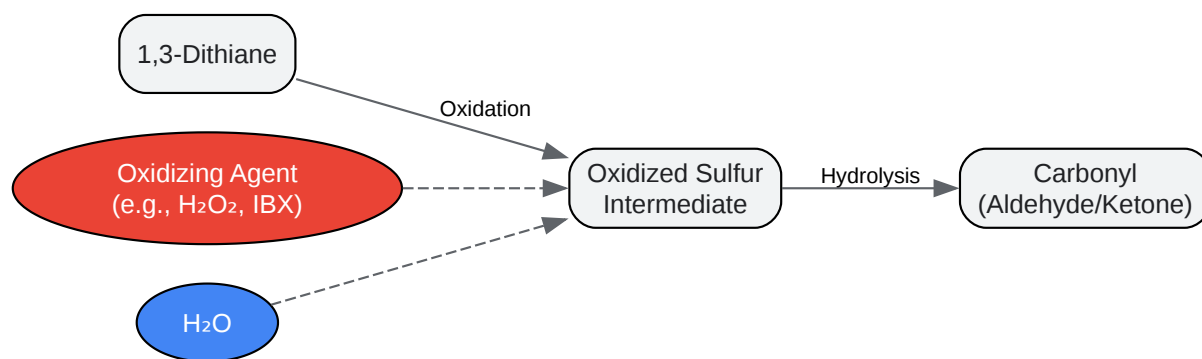 1,3-Dithiane
Oxidation
Oxidizing Agent
(e.g., H₂O₂, IBX)
Oxidized Sulfur
Intermediate
Hydrolysis
Carbonyl
(Aldehyde/Ketone)
H₂O